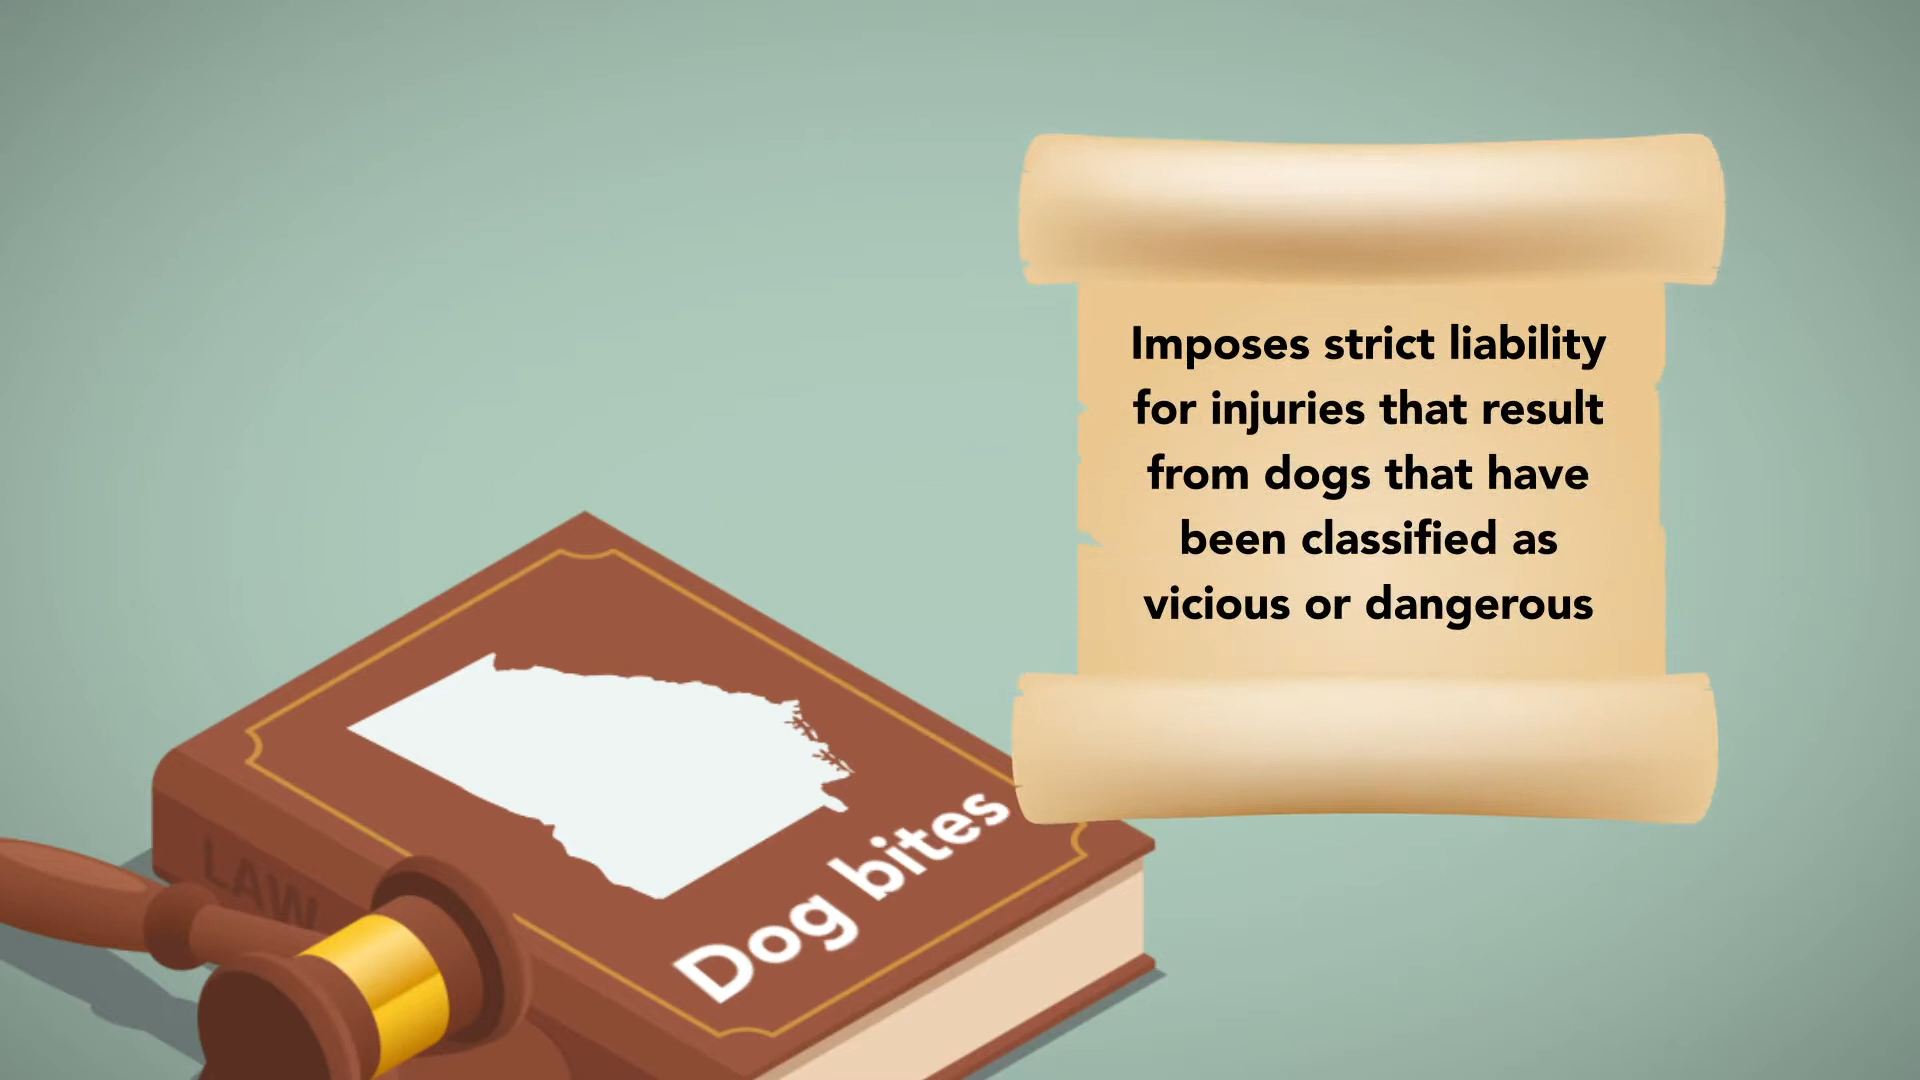 Imposes strict liability
for injuries that result
from dogs that have
been classified as
vicious or dangerous
Dog bites
LAW